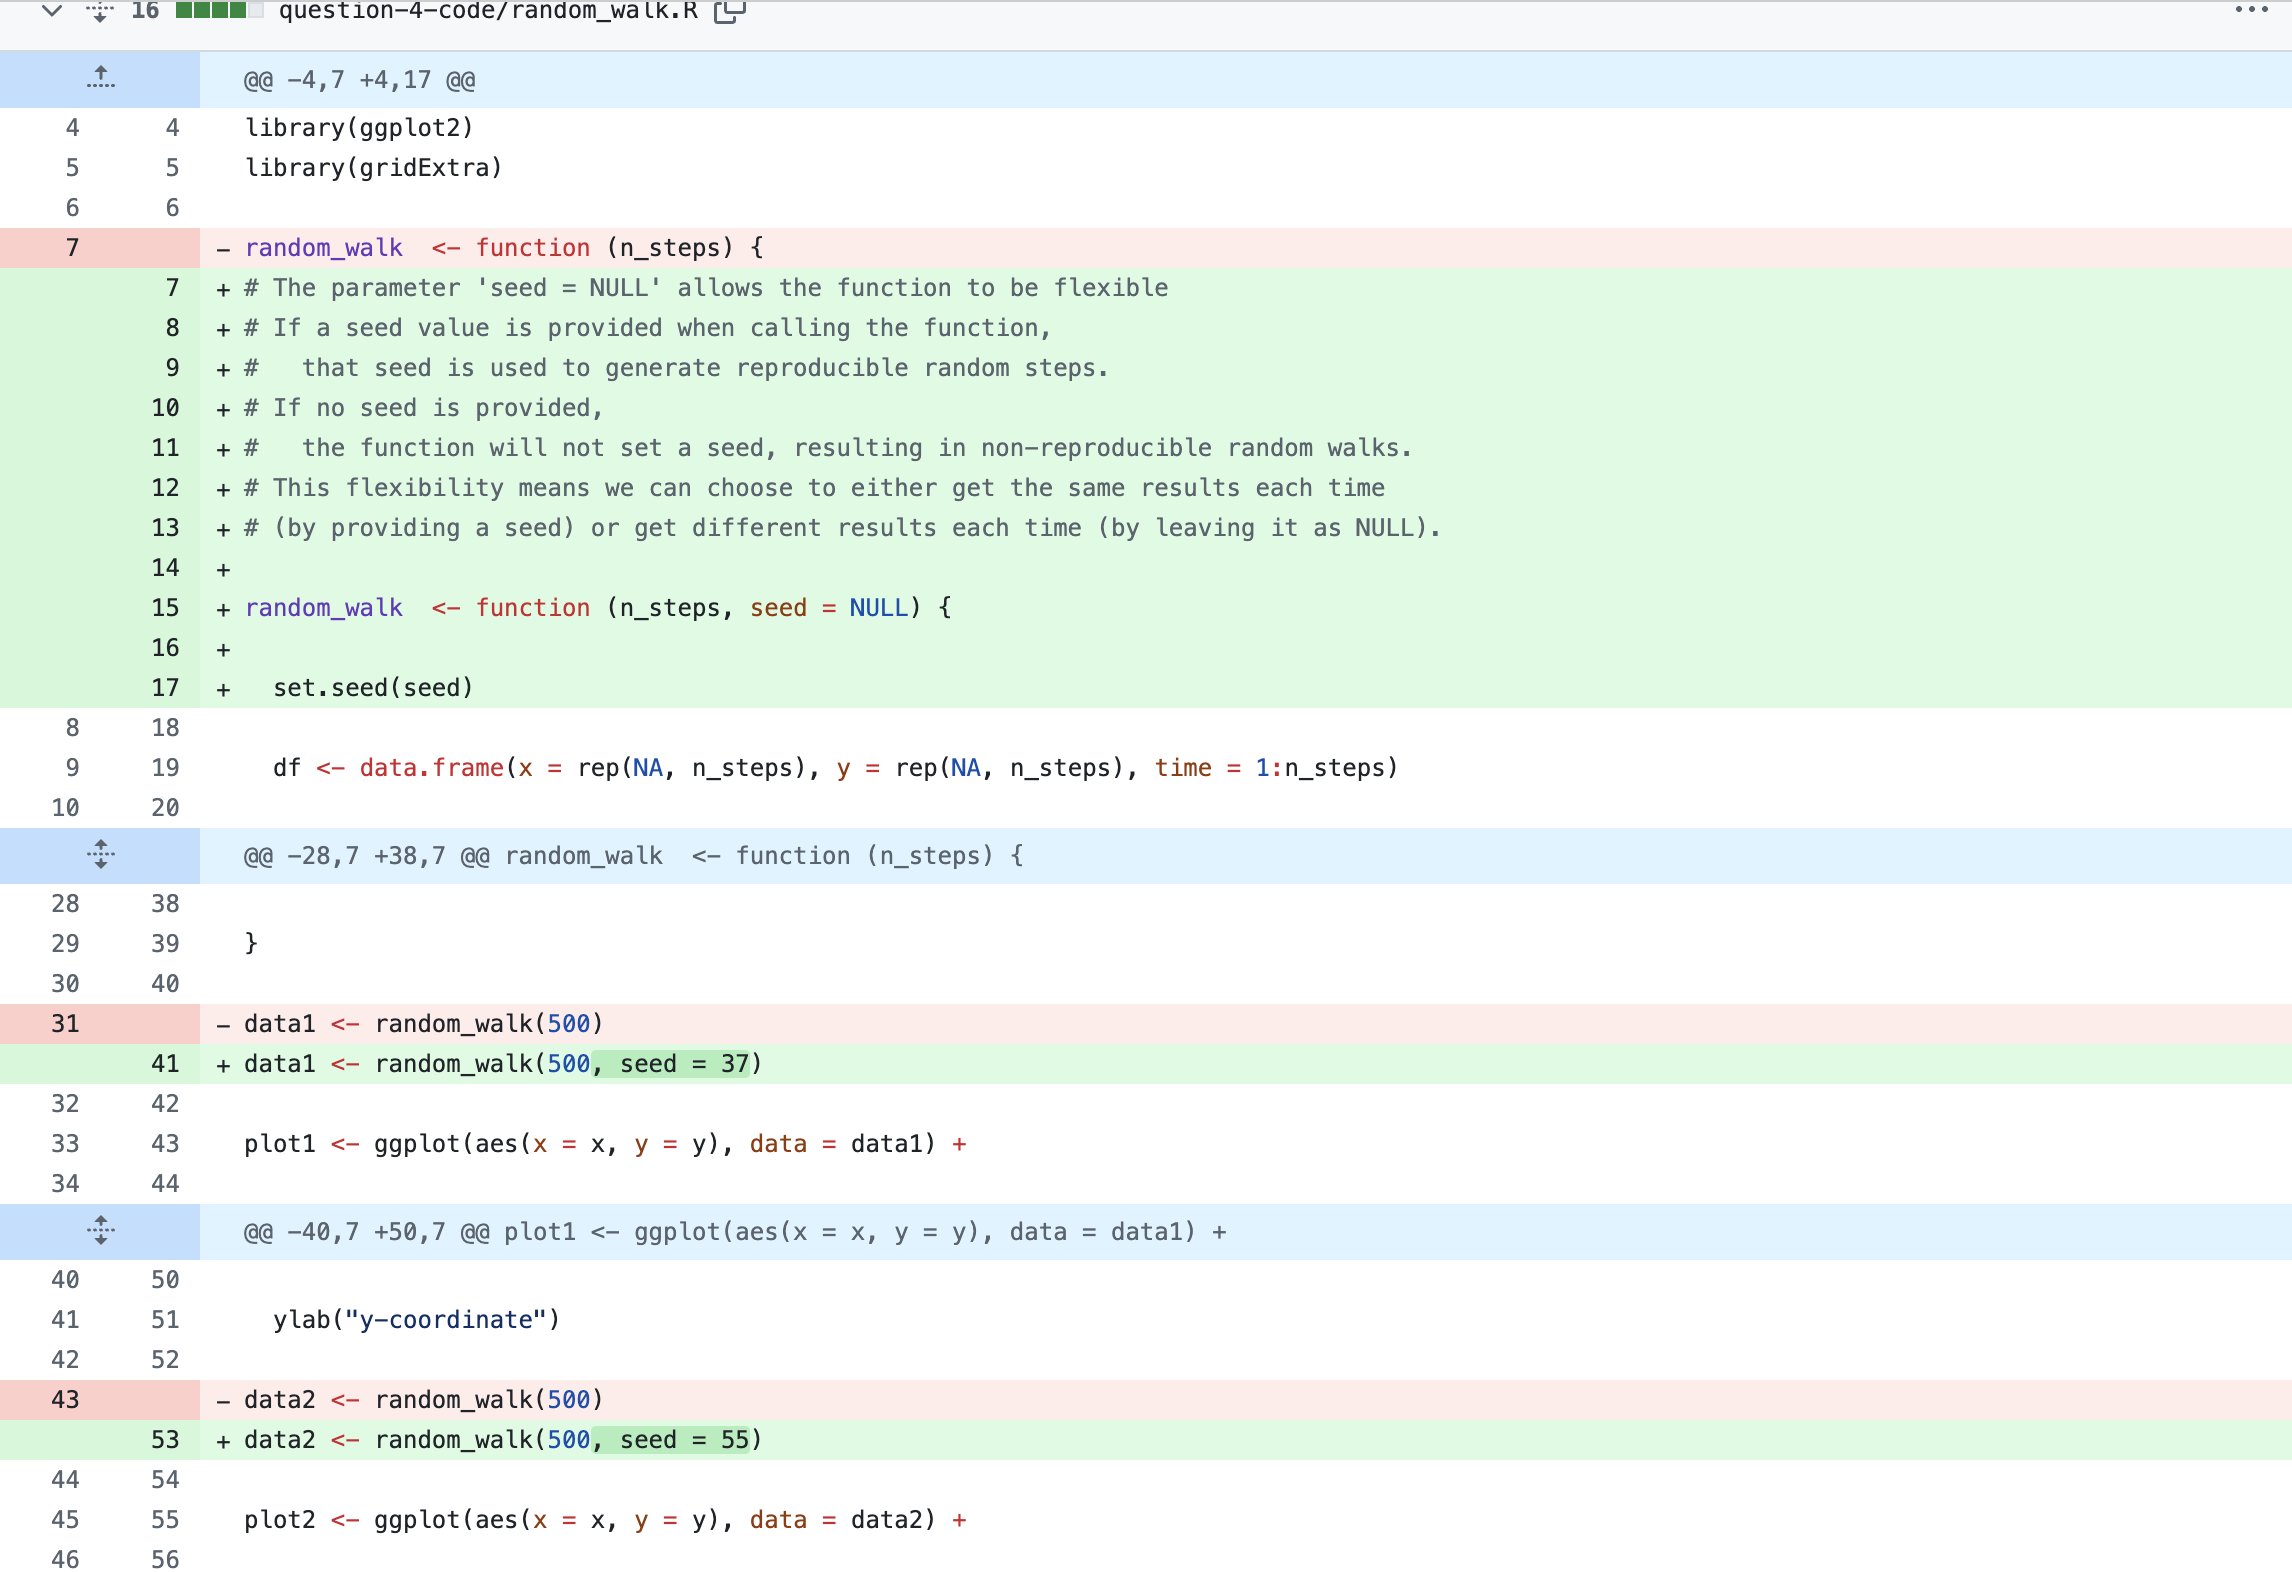 16 question-4-code/random_walk.R
@@ -4,7 +4,17 @@
4 4 library(ggplot2)
5 5 library(gridExtra)
6 6
7 - random_walk  <- function (n_steps) {
7 + # The parameter 'seed = NULL' allows the function to be flexible
8 + # If a seed value is provided when calling the function,
9 + #   that seed is used to generate reproducible random steps.
10 + # If no seed is provided,
11 + #   the function will not set a seed, resulting in non-reproducible random walks.
12 + # This flexibility means we can choose to either get the same results each time
13 + # (by providing a seed) or get different results each time (by leaving it as NULL).
14 +
15 + random_walk  <- function (n_steps, seed = NULL) {
16 +
17 +   set.seed(seed)
8 18
9 19   df <- data.frame(x = rep(NA, n_steps), y = rep(NA, n_steps), time = 1:n_steps)
10 20
@@ -28,7 +38,7 @@ random_walk  <- function (n_steps) {
28 38
29 39 }
30 40
31 - data1 <- random_walk(500)
41 + data1 <- random_walk(500, seed = 37)
32 42
33 43 plot1 <- ggplot(aes(x = x, y = y), data = data1) +
34 44
@@ -40,7 +50,7 @@ plot1 <- ggplot(aes(x = x, y = y), data = data1) +
40 50
41 51   ylab("y-coordinate")
42 52
43 - data2 <- random_walk(500)
53 + data2 <- random_walk(500, seed = 55)
44 54
45 55 plot2 <- ggplot(aes(x = x, y = y), data = data2) +
46 56